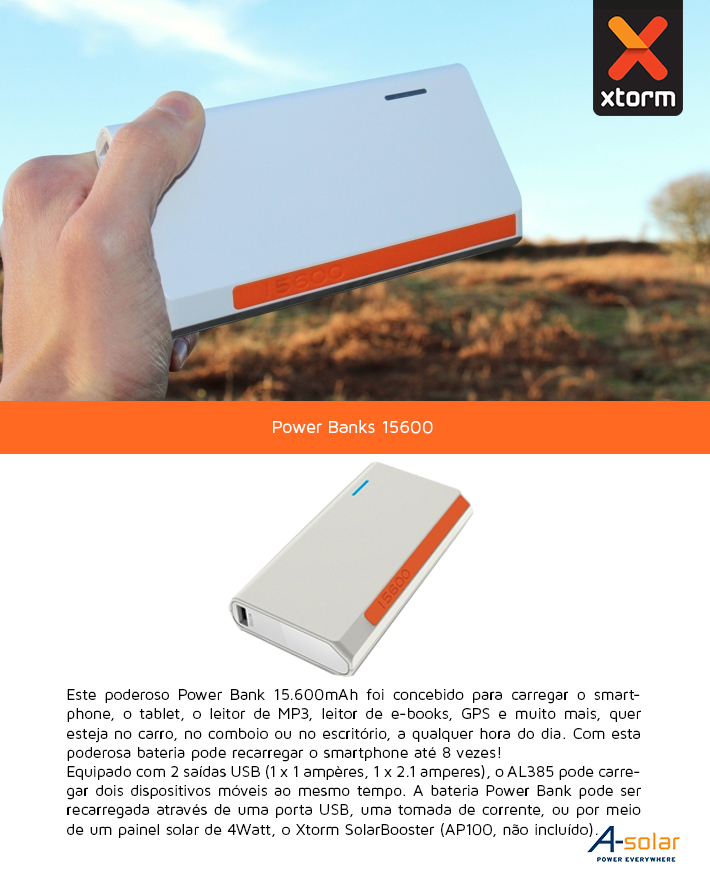 xtorm
15600
Power Banks 15600
15600
Este poderoso Power Bank 15.600mAh foi concebido para carregar o smart-
phone, o tablet, o leitor de MP3, leitor de e-books, GPS e muito mais, quer
esteja no carro, no comboio ou no escritório, a qualquer hora do dia. Com esta
poderosa bateria pode recarregar o smartphone até 8 vezes!
Equipado com 2 saídas USB (1 x 1 ampères, 1 x 2.1 amperes), o AL385 pode carre-
gar dois dispositivos móveis ao mesmo tempo. A bateria Power Bank pode ser
recarregada através de uma porta USB, uma tomada de corrente, ou por meio
de um painel solar de 4Watt, o Xtorm SolarBooster (AP100, não incluído).
A-solar
POWER EVERYWHERE